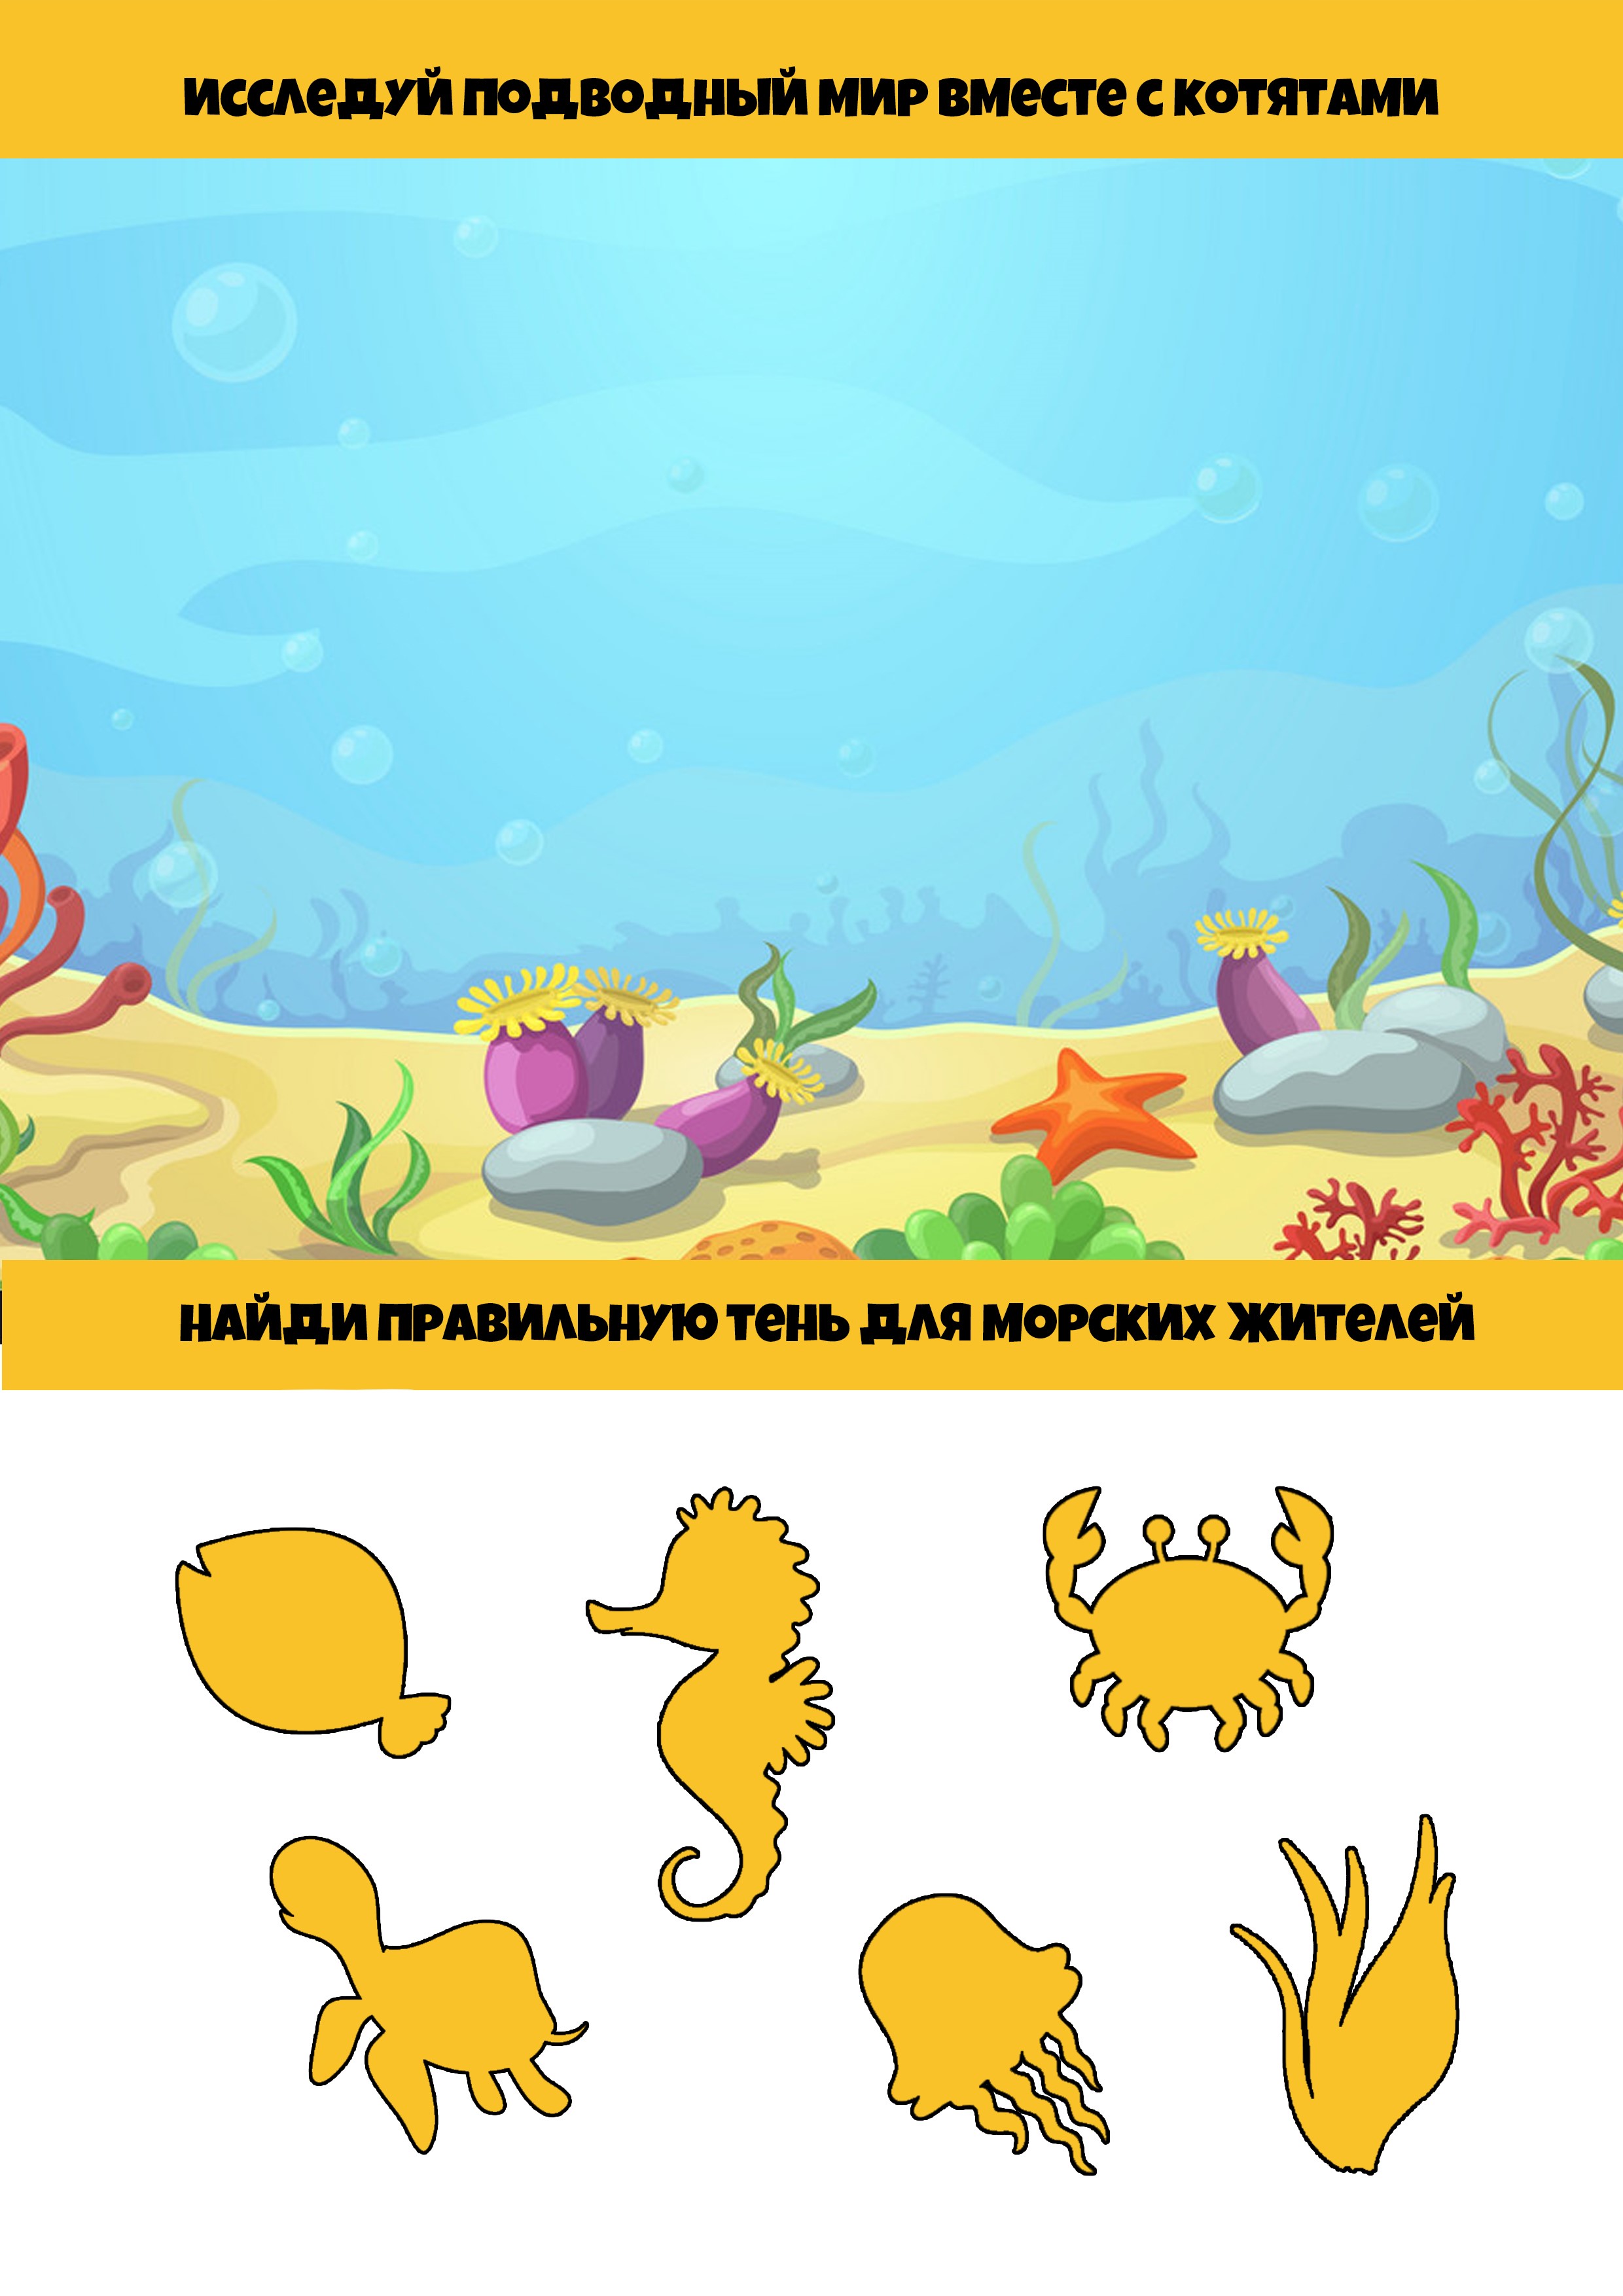 ИССЛЕДУЙ ПОДВОДНЫЙ МИР ВМЕСТЕ С КОТЯТАМИ
НАЙДИ ПРАВИЛЬНУЮ ТЕНЬ ДЛЯ МОРСКИХ ЖИТЕЛЕЙ